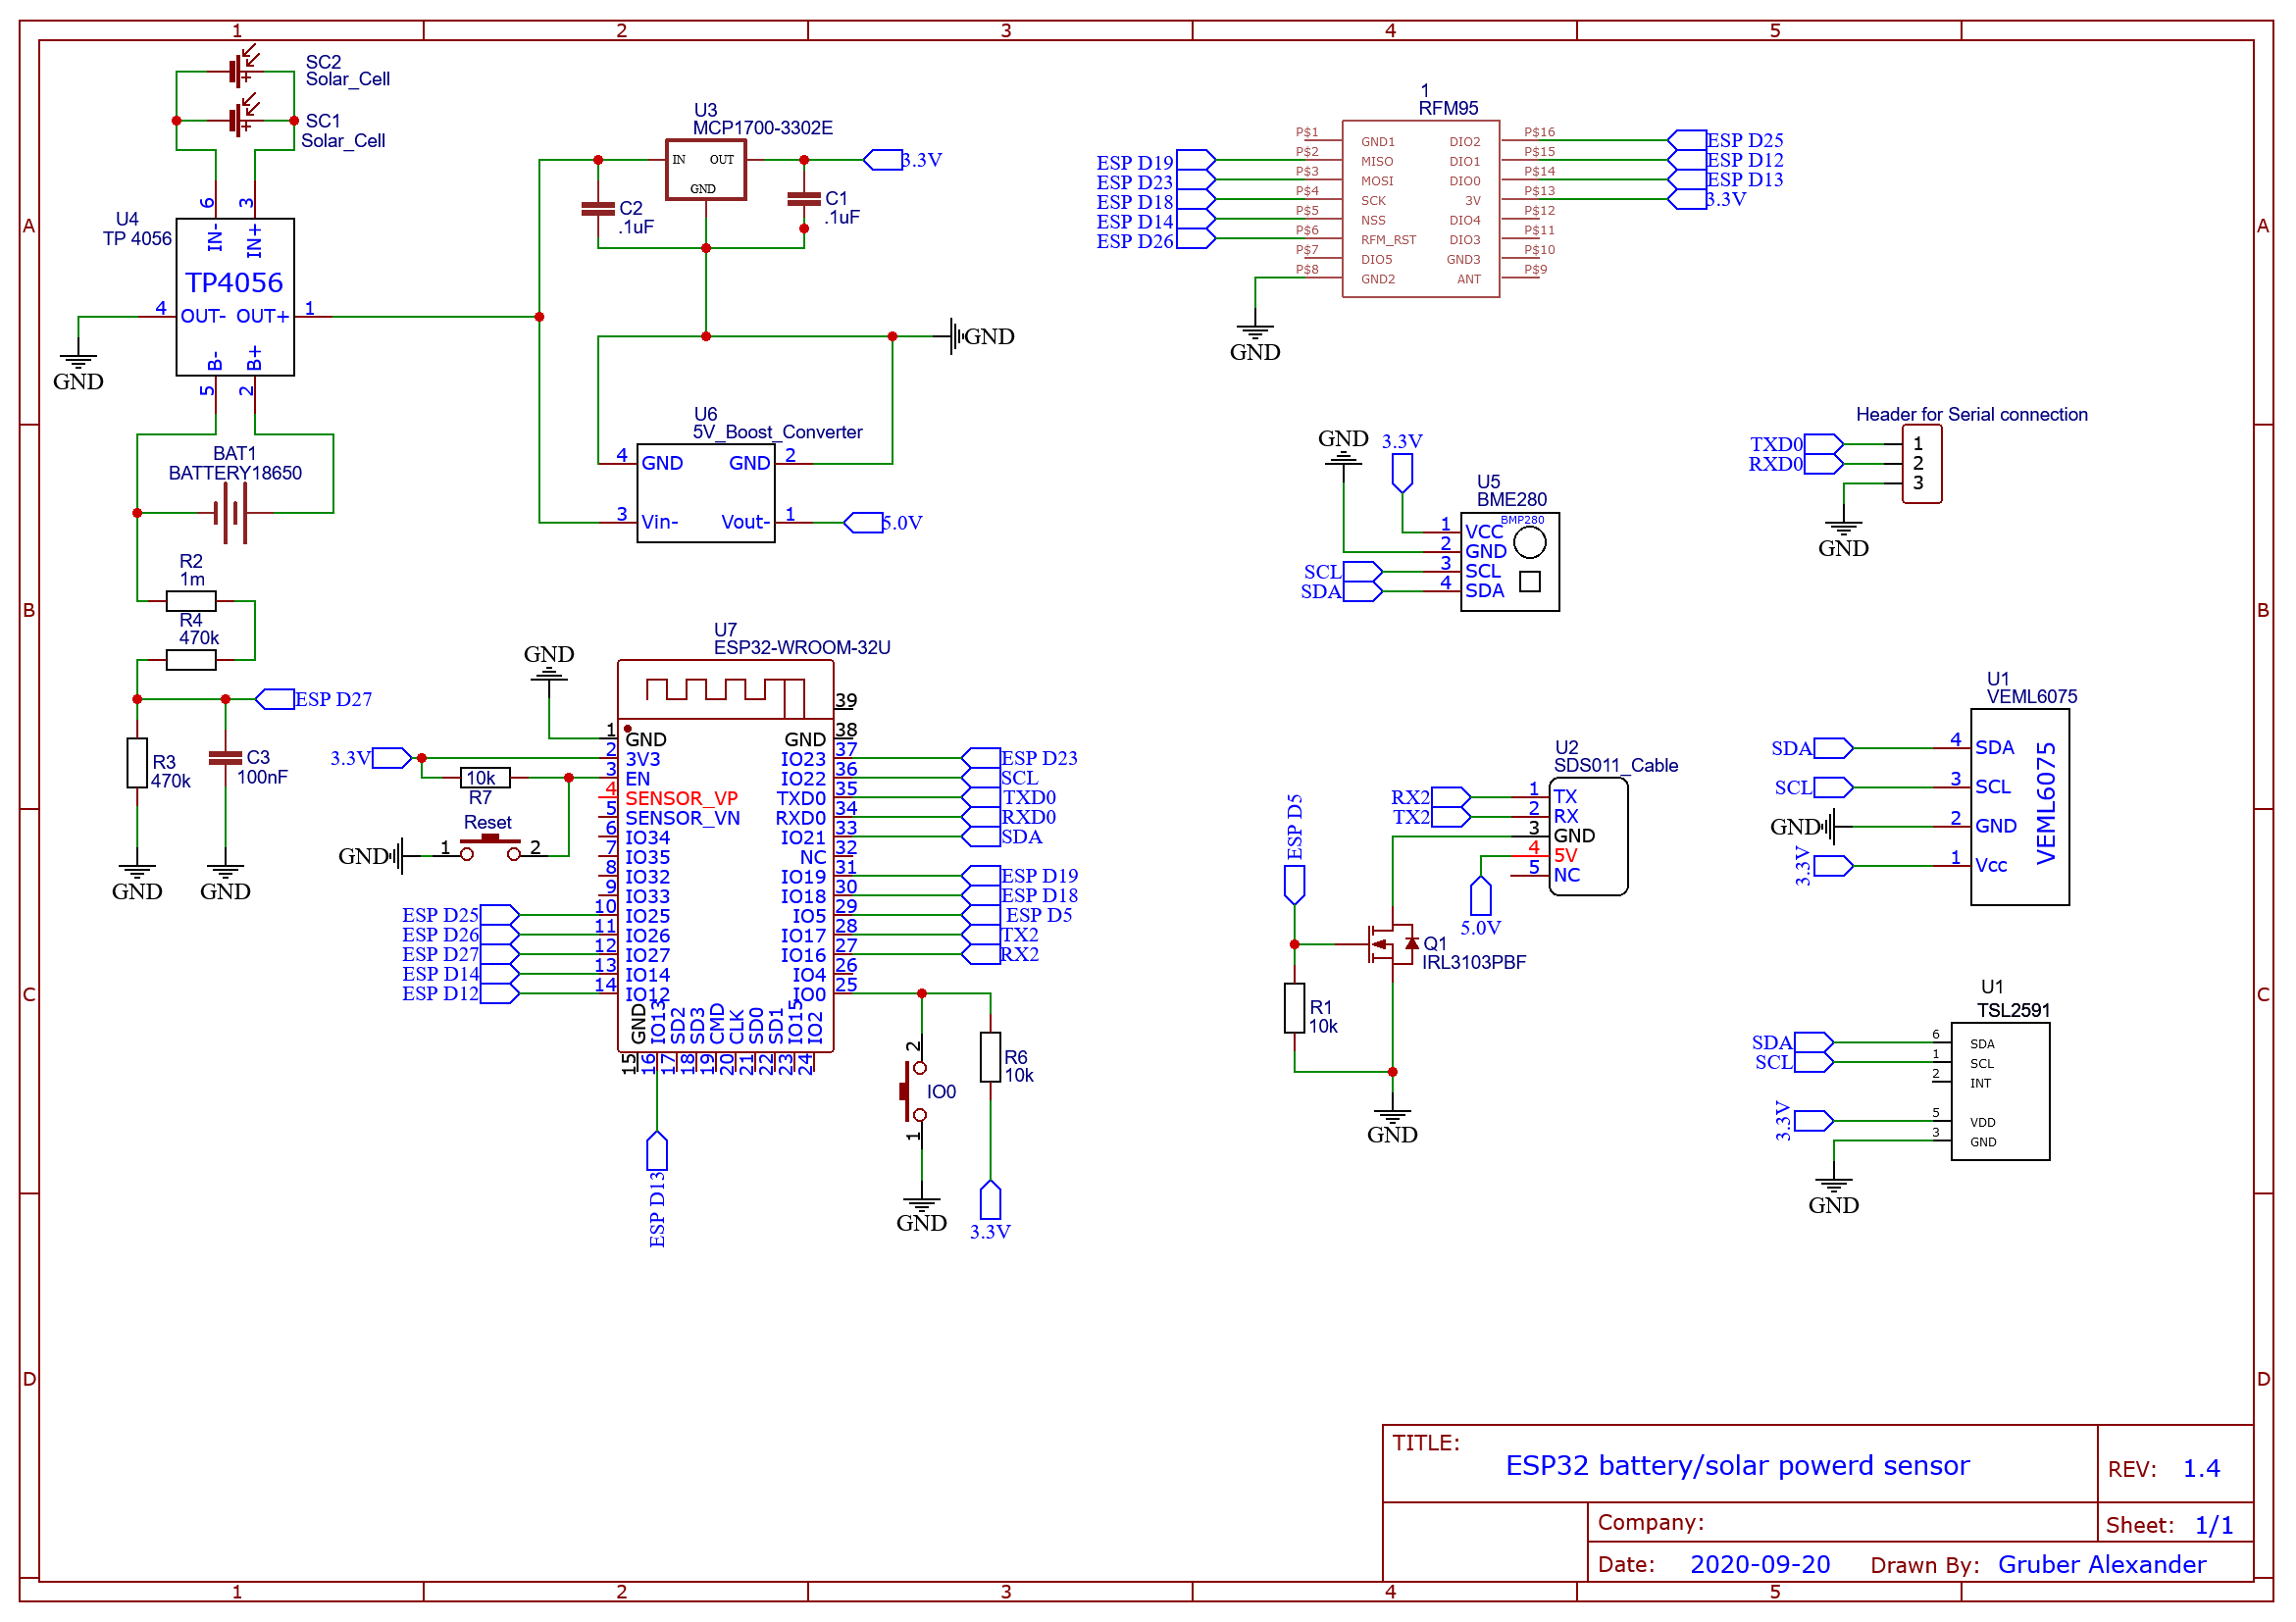 1
2
3
4
5
A
B
C
D
A
B
C
D
1
2
3
4
5
SC2
Solar_Cell
SC1
Solar_Cell
U4
TP 4056
6
3
IN-
IN+
TP4056
4
OUT-
OUT+
1
B-
B+
5
2
GND
BAT1
BATTERY18650
R2
1m
R4
470k
ESP D27
R3
470k
C3
100nF
GND
GND
U3
MCP1700-3302E
IN
OUT
GND
3.3V
C2
.1uF
C1
.1uF
GND
U6
5V_Boost_Converter
4
GND
GND
2
3
Vin-
Vout-
1
5.0V
1
RFM95
ESP D19
ESP D23
ESP D18
ESP D14
ESP D26
P$1
P$2
P$3
P$4
P$5
P$6
P$7
P$8
GND1
MISO
MOSI
SCK
NSS
RFM_RST
DIO5
GND2
DIO2
DIO1
DIO0
3V
DIO4
DIO3
GND3
ANT
P$16
P$15
P$14
P$13
P$12
P$11
P$10
P$9
ESP D25
ESP D12
ESP D13
3.3V
GND
Header for Serial connection
TXD0
RXD0
1
2
3
GND
GND
3.3V
U5
BME280
BMP280
SCL
SDA
1
2
3
4
VCC
GND
SCL
SDA
U7
ESP32-WROOM-32U
GND
3.3V
10k
R7
Reset
GND
1
2
ESP D25
ESP D26
ESP D27
ESP D14
ESP D12
1
2
3
4
5
6
7
8
9
10
11
12
13
14
GND
3V3
EN
SENSOR_VP
SENSOR_VN
IO34
IO35
IO32
IO33
IO25
IO26
IO27
IO14
IO12
GND
IO13
SD2
SD3
CMD
CLK
SD0
SD1
IO15
IO2
15
16
17
18
19
20
21
22
23
24
GND
IO23
IO22
TXD0
RXD0
IO21
NC
IO19
IO18
IO5
IO17
IO16
IO4
IO0
39
38
37
36
35
34
33
32
31
30
29
28
27
26
25
ESP D23
SCL
TXD0
RXD0
SDA
ESP D19
ESP D18
ESP D5
TX2
RX2
ESP D13
2
IO0
1
GND
R6
10k
3.3V
U2
SDS011_Cable
RX2
TX2
1
2
3
4
5
TX
RX
GND
5V
NC
5.0V
ESP D5
Q1
IRL3103PBF
R1
10k
GND
U1
VEML6075
SDA
SCL
GND
3.3V
4
3
2
1
SDA
SCL
GND
Vcc
VEML6075
U1
TSL2591
SDA
SCL
3.3V
6
1
2
5
3
SDA
SCL
INT
VDD
GND
GND
TITLE:
ESP32 battery/solar powerd sensor
REV: 1.4
Company:
Sheet: 1/1
Date: 2020-09-20
Drawn By: Gruber Alexander